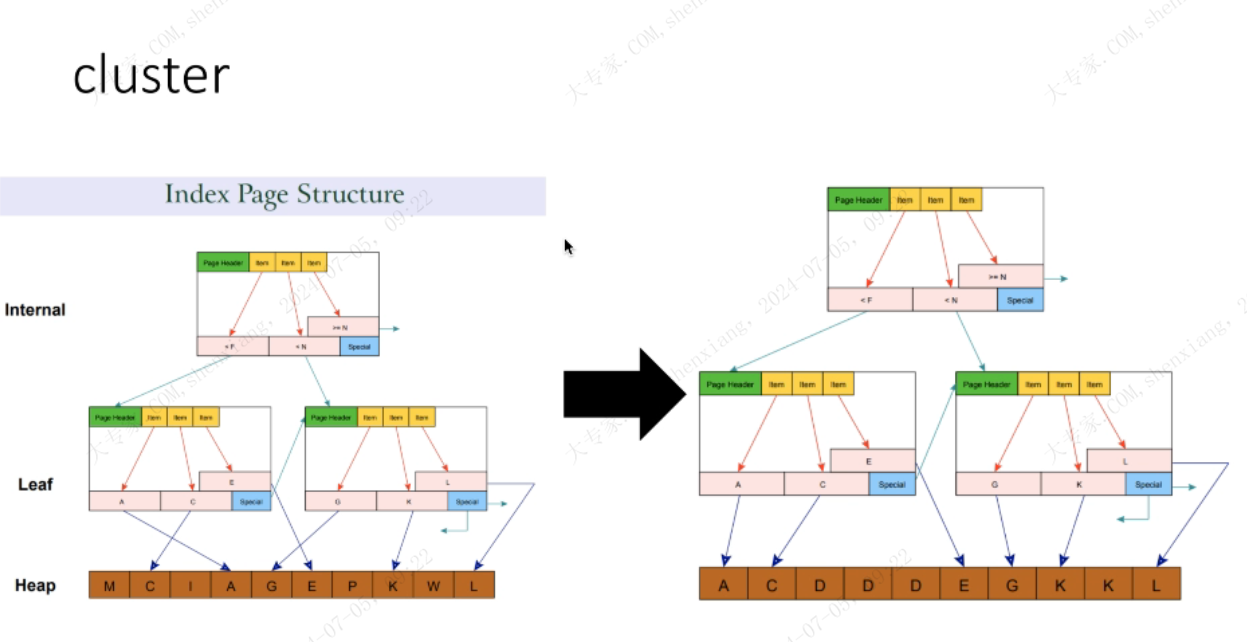 cluster
Index Page Structure
Internal
Page Header Item Item Item
>= N
< F < N Special
Leaf
Page Header Item Item Item
E
A C Special
Page Header Item Item Item
L
G K Special
Heap
M C I A G E P K W L
Page Header Item Item Item
>= N
< F < N Special
Page Header Item Item Item
E
A C Special
Page Header Item Item Item
L
G K Special
A C D D D E G K K L
大专家.COM, shenxiang, 2024-07-05, 09:22